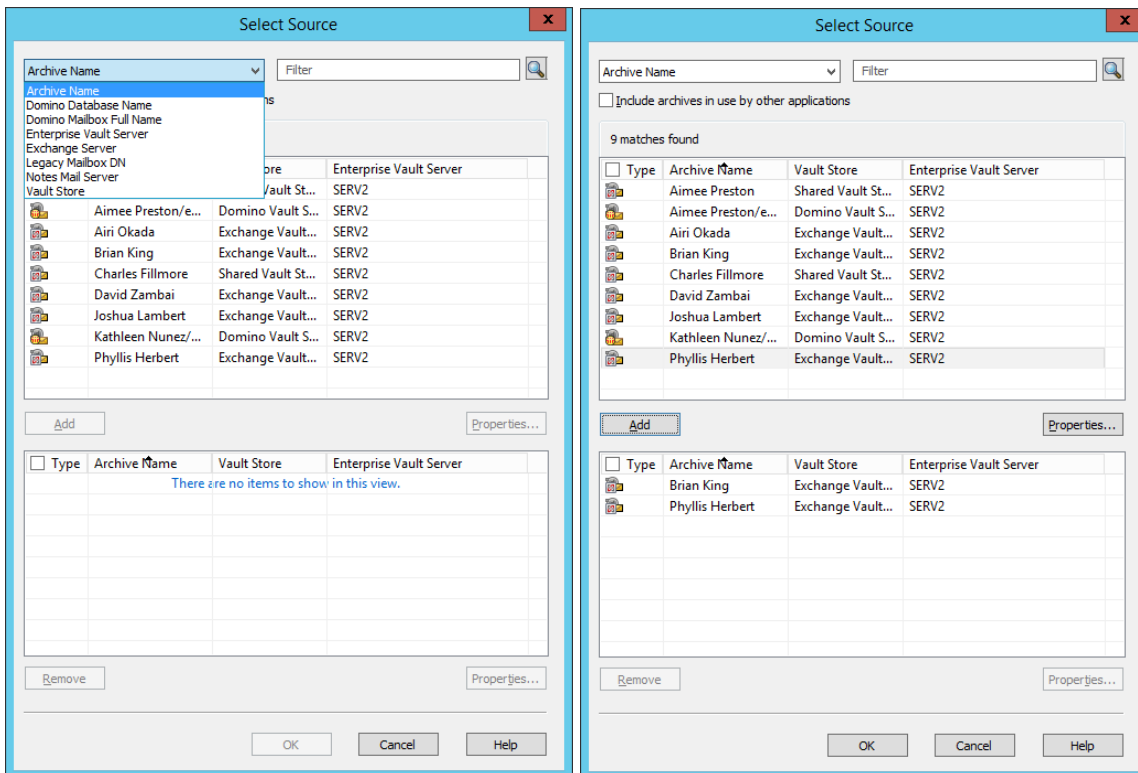 Select Source
x
Archive Name
Filter
Archive Name
Domino Database Name
Domino Mailbox Full Name
Enterprise Vault Server
Exchange Server
Legacy Mailbox DN
Notes Mail Server
Vault Store
ns
ore Enterprise Vault Server
Vault St... SERV2
Aimee Preston/e... Domino Vault S... SERV2
Airi Okada Exchange Vault... SERV2
Brian King Exchange Vault... SERV2
Charles Fillmore Shared Vault St... SERV2
David Zambai Exchange Vault... SERV2
Joshua Lambert Exchange Vault... SERV2
Kathleen Nunez/... Domino Vault S... SERV2
Phyllis Herbert Exchange Vault... SERV2
Add Properties...
Type Archive Name Vault Store Enterprise Vault Server
There are no items to show in this view.
Remove Properties...
OK Cancel Help
Select Source
x
Archive Name
Filter
Include archives in use by other applications
9 matches found
Type Archive Name Vault Store Enterprise Vault Server
Aimee Preston Shared Vault St... SERV2
Aimee Preston/e... Domino Vault S... SERV2
Airi Okada Exchange Vault... SERV2
Brian King Exchange Vault... SERV2
Charles Fillmore Shared Vault St... SERV2
David Zambai Exchange Vault... SERV2
Joshua Lambert Exchange Vault... SERV2
Kathleen Nunez/... Domino Vault S... SERV2
Phyllis Herbert Exchange Vault... SERV2
Add Properties...
Type Archive Name Vault Store Enterprise Vault Server
Brian King Exchange Vault... SERV2
Phyllis Herbert Exchange Vault... SERV2
Remove Properties...
OK Cancel Help